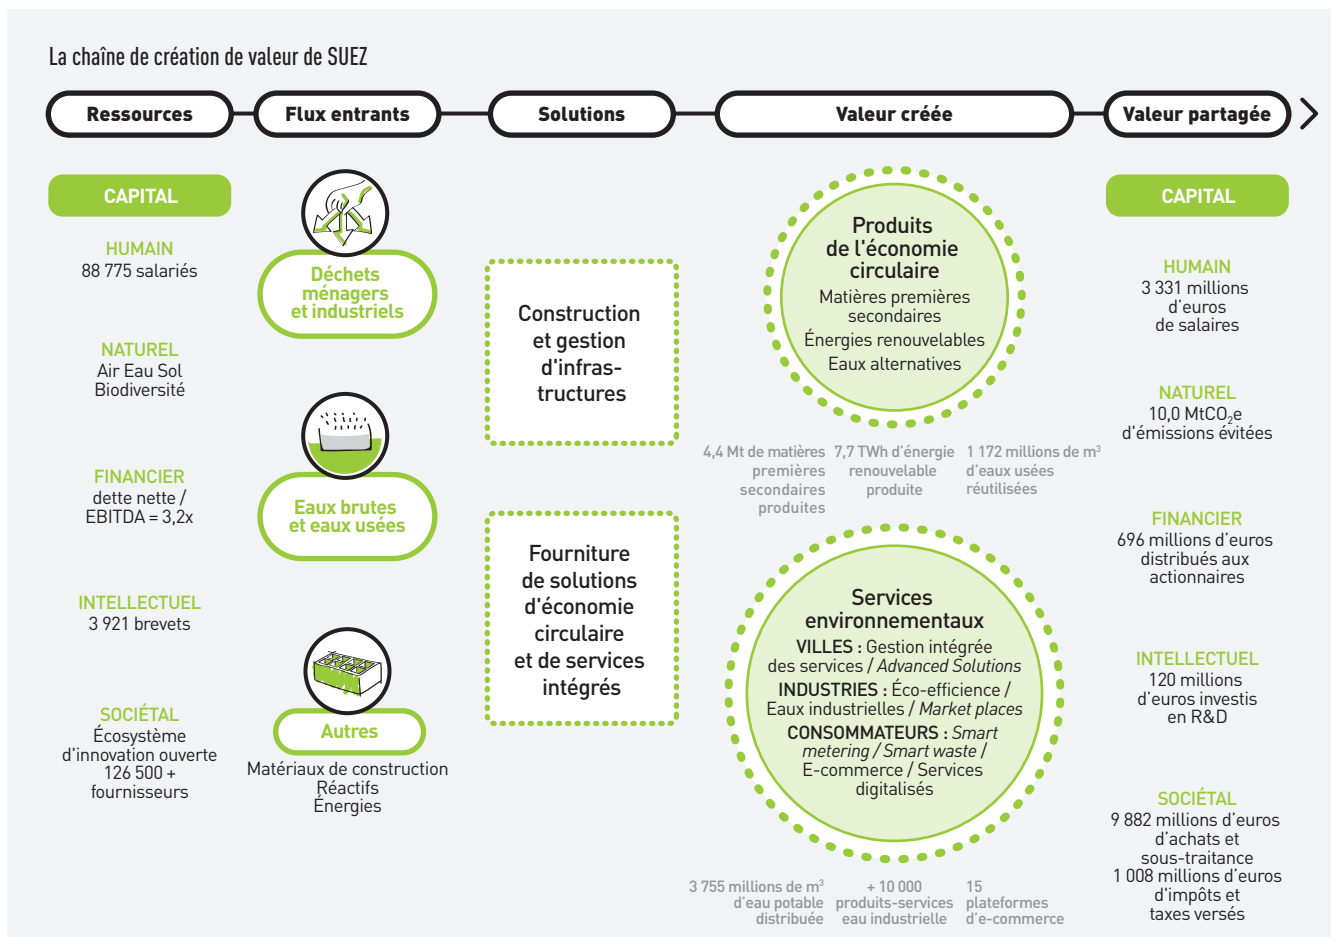 La chaîne de création de valeur de SUEZ
Ressources
Flux entrants
Solutions
Valeur créée
Valeur partagée
CAPITAL
HUMAIN
88 775 salariés
NATUREL
Air Eau Sol
Biodiversité
FINANCIER
dette nette /
EBITDA = 3,2x
INTELLECTUEL
3 921 brevets
SOCIÉTAL
Écosystème
d'innovation ouverte
126 500 +
fournisseurs
Déchets
ménagers
et industriels
Eaux brutes
et eaux usées
Autres
Matériaux de construction
Réactifs
Énergies
Construction
et gestion
d'infras-
tructures
Fourniture
de solutions
d'économie
circulaire
et de services
intégrés
Produits
de l'économie
circulaire
Matières premières
secondaires
Énergies renouvelables
Eaux alternatives
4,4 Mt de matières
premières
secondaires
produites
7,7 TWh d’énergie
renouvelable
produite
1 172 millions de m³
d’eaux usées
réutilisées
Services
environnementaux
VILLES : Gestion intégrée
des services / Advanced Solutions
INDUSTRIES : Éco-efficience /
Eaux industrielles / Market places
CONSOMMATEURS : Smart
metering / Smart waste /
E-commerce / Services
digitalisés
3 755 millions de m³
d’eau potable
distribuée
+ 10 000
produits-services
eau industrielle
15
plateformes
d’e-commerce
CAPITAL
HUMAIN
3 331 millions
d’euros
de salaires
NATUREL
10,0 MtCO₂e
d'émissions évitées
FINANCIER
696 millions d’euros
distribués aux
actionnaires
INTELLECTUEL
120 millions
d’euros investis
en R&D
SOCIÉTAL
9 882 millions d’euros
d’achats et
sous-traitance
1 008 millions d’euros
d'impôts et
taxes versés